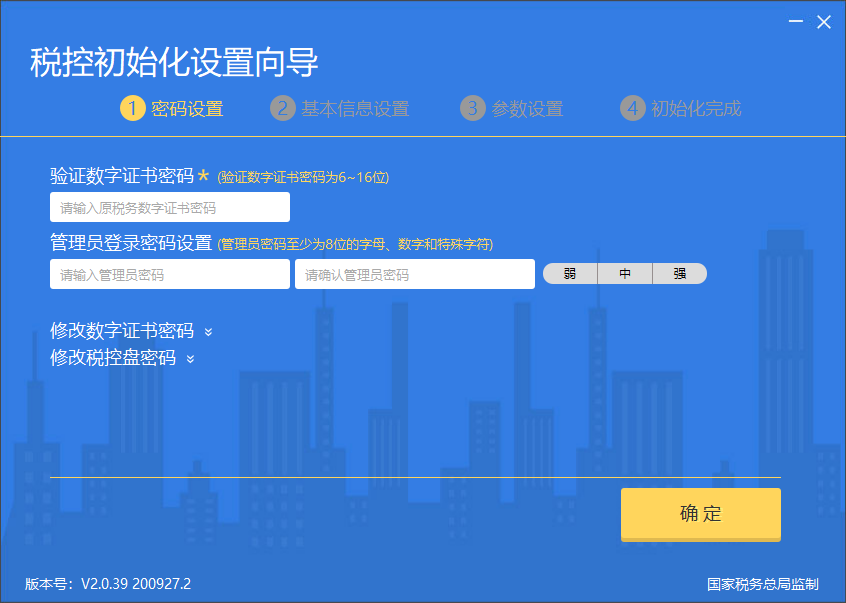 税控初始化设置向导
1 密码设置 2 基本信息设置 3 参数设置 4 初始化完成
验证数字证书密码* (验证数字证书密码为6~16位)
请输入原税务数字证书密码
管理员登录密码设置 (管理员密码至少为8位的字母、数字和特殊字符)
请输入管理员密码 请确认管理员密码 弱 中 强
修改数字证书密码
修改税控盘密码
确 定
版本号：V2.0.39 200927.2 国家税务总局监制